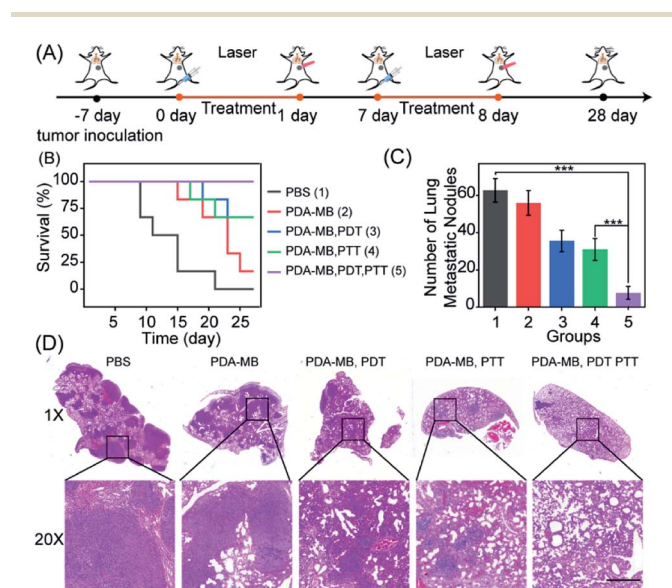 (A)
Laser
Laser
Treatment
Treatment
-7 day
0 day
1 day
7 day
8 day
28 day
tumor inoculation
(B)
Survival (%)
100
75
50
25
0
5
10
15
20
25
Time (day)
PBS (1)
PDA-MB (2)
PDA-MB,PDT (3)
PDA-MB,PTT (4)
PDA-MB,PDT,PTT (5)
(C)
Number of Lung
Metastatic Nodules
60
40
20
0
***
***
1
2
3
4
5
Groups
(D)
PBS
PDA-MB
PDA-MB, PDT
PDA-MB, PTT
PDA-MB, PDT PTT
1X
20X